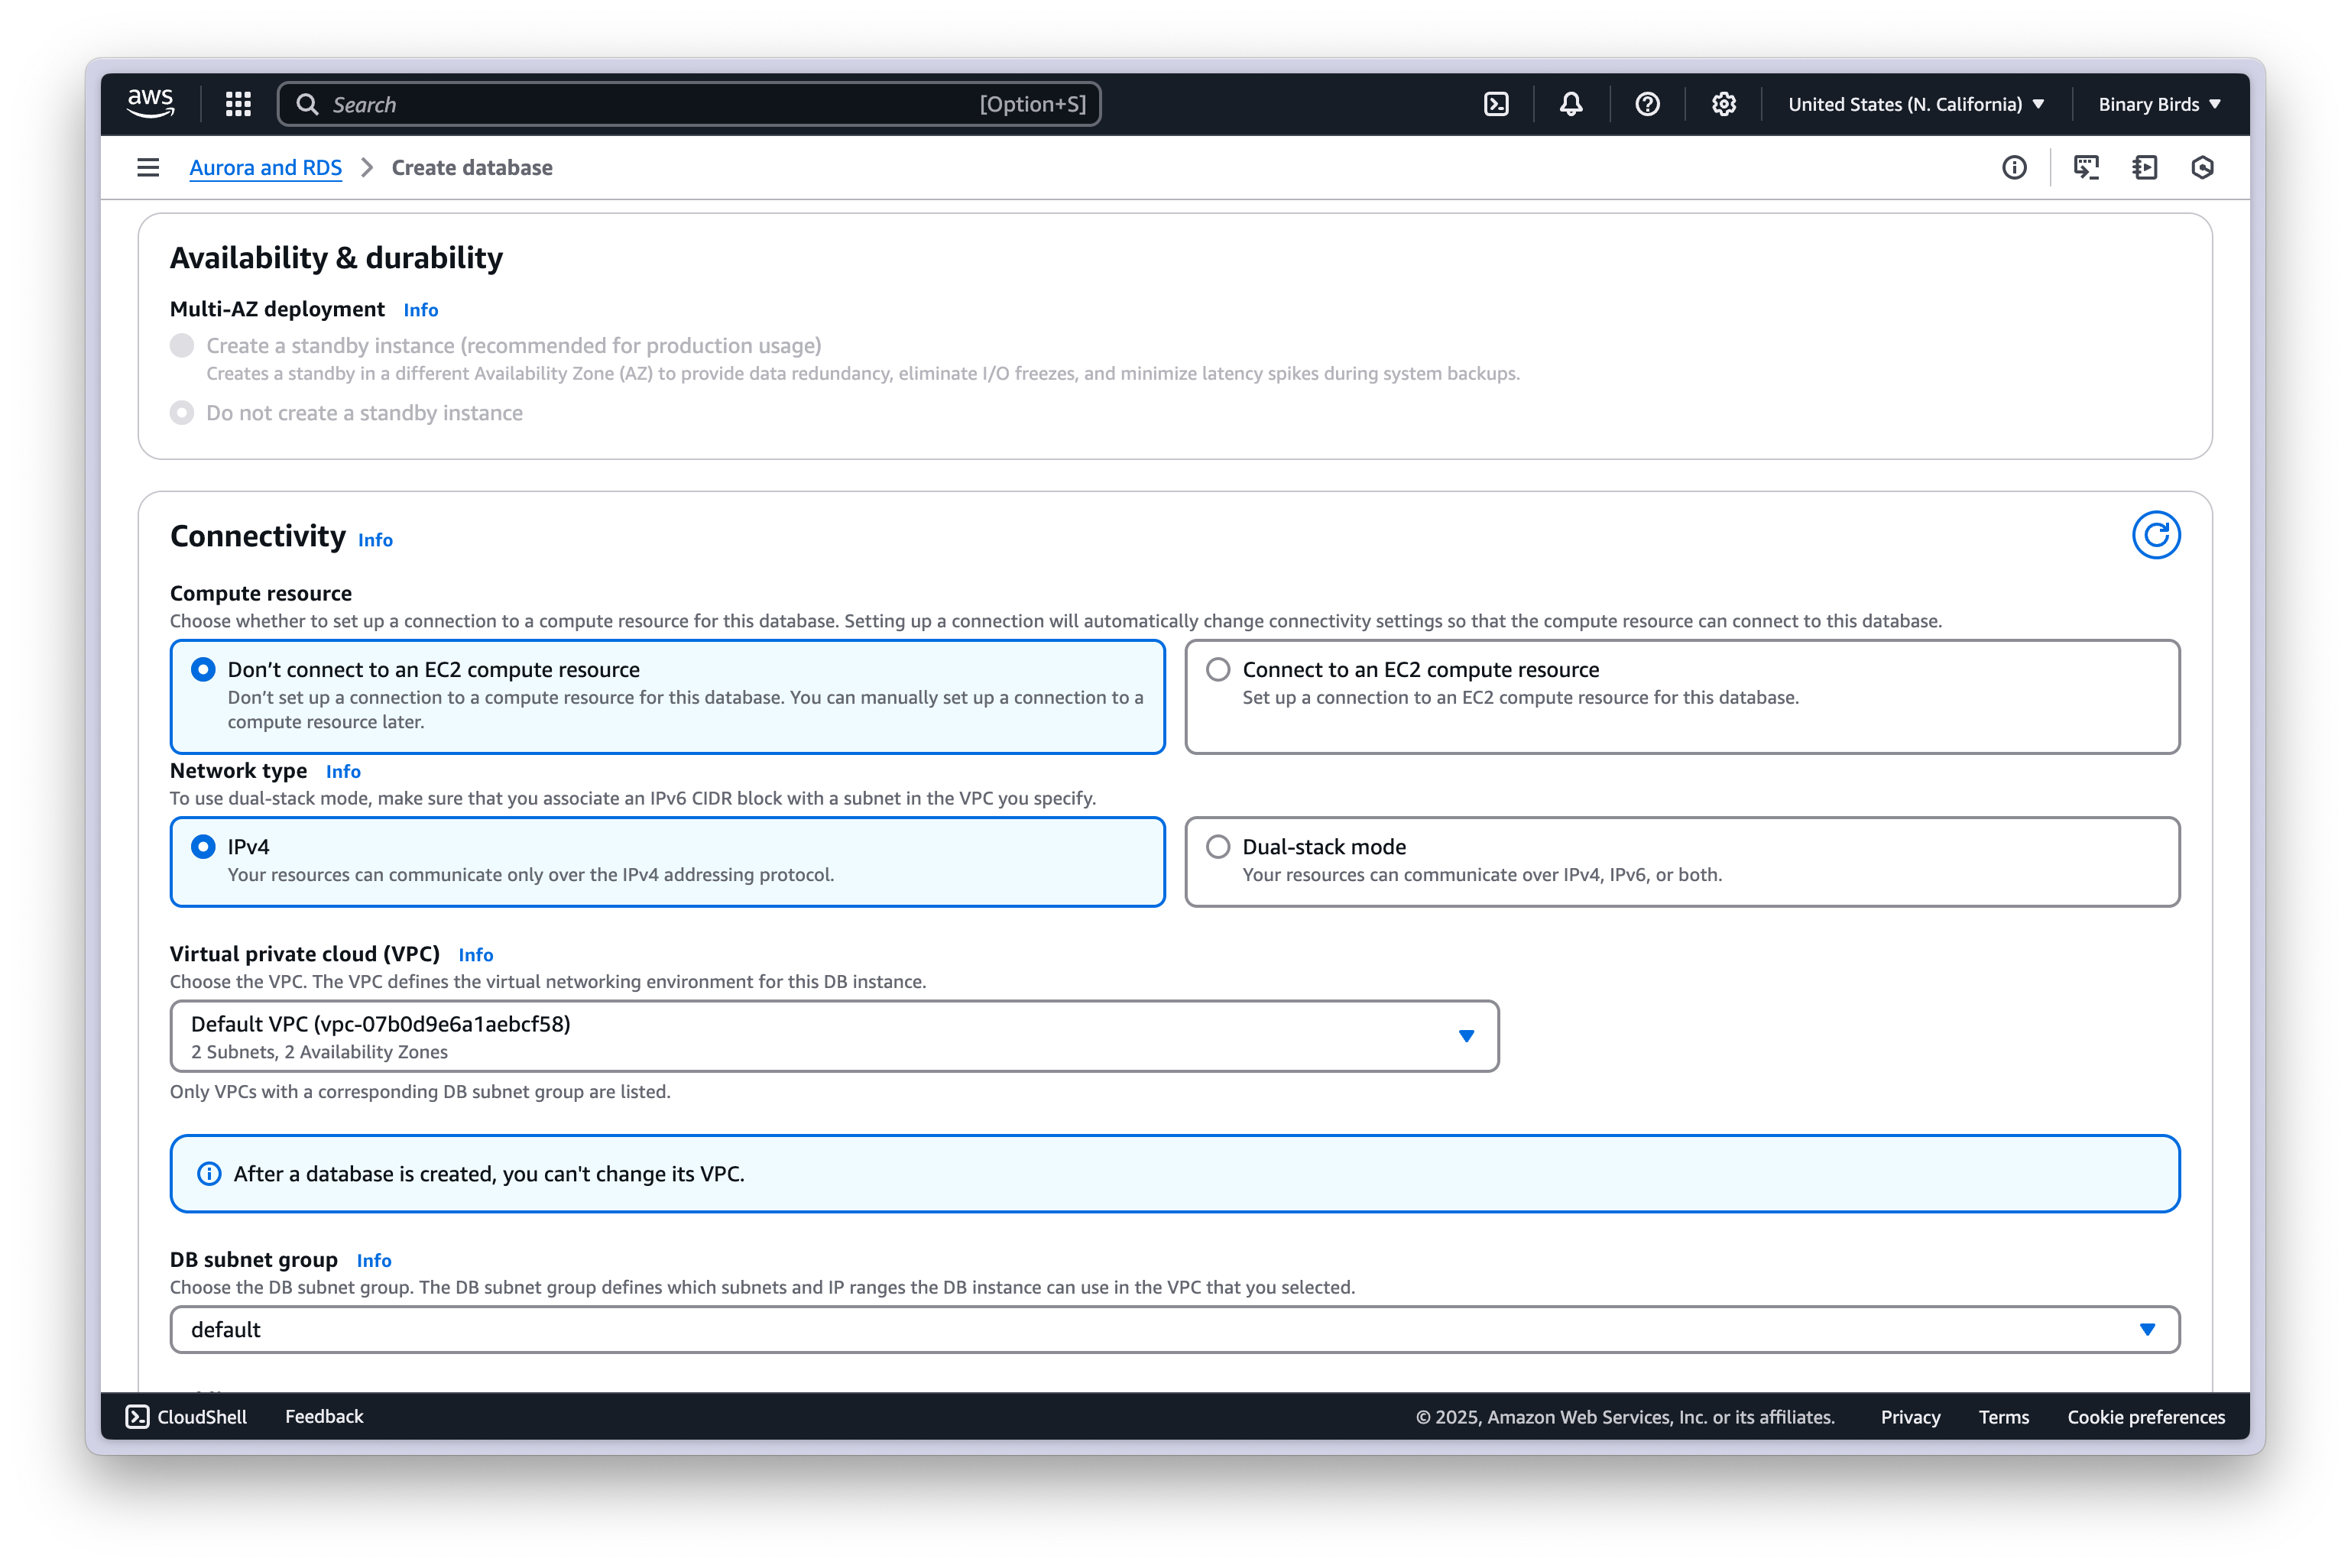 aws
Search [Option+S]
United States (N. California)
Binary Birds
Aurora and RDS
Create database
Availability & durability
Multi-AZ deployment Info
Create a standby instance (recommended for production usage)
Creates a standby in a different Availability Zone (AZ) to provide data redundancy, eliminate I/O freezes, and minimize latency spikes during system backups.
Do not create a standby instance
Connectivity Info
Compute resource
Choose whether to set up a connection to a compute resource for this database. Setting up a connection will automatically change connectivity settings so that the compute resource can connect to this database.
Don’t connect to an EC2 compute resource
Don’t set up a connection to a compute resource for this database. You can manually set up a connection to a
compute resource later.
Connect to an EC2 compute resource
Set up a connection to an EC2 compute resource for this database.
Network type Info
To use dual-stack mode, make sure that you associate an IPv6 CIDR block with a subnet in the VPC you specify.
IPv4
Your resources can communicate only over the IPv4 addressing protocol.
Dual-stack mode
Your resources can communicate over IPv4, IPv6, or both.
Virtual private cloud (VPC) Info
Choose the VPC. The VPC defines the virtual networking environment for this DB instance.
Default VPC (vpc-07b0d9e6a1aebcf58)
2 Subnets, 2 Availability Zones
Only VPCs with a corresponding DB subnet group are listed.
After a database is created, you can't change its VPC.
DB subnet group Info
Choose the DB subnet group. The DB subnet group defines which subnets and IP ranges the DB instance can use in the VPC that you selected.
default
CloudShell
Feedback
© 2025, Amazon Web Services, Inc. or its affiliates.
Privacy
Terms
Cookie preferences